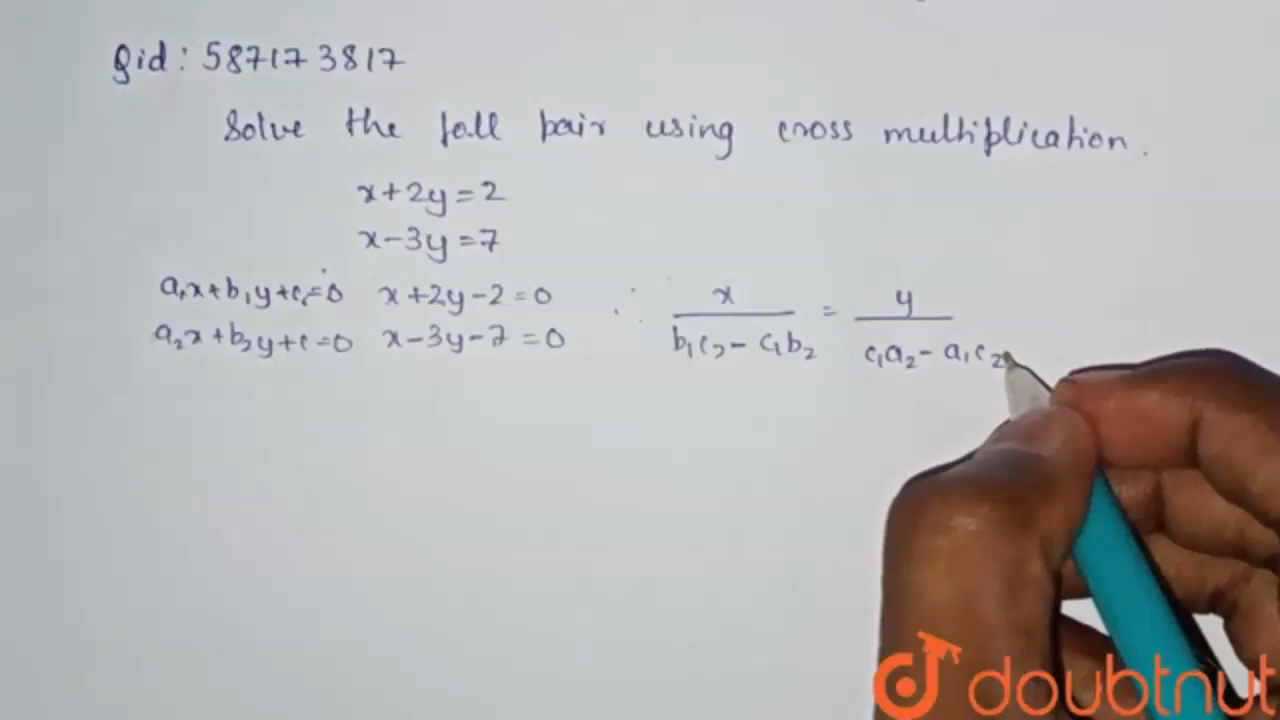 Qid: 587173817
Solve the foll pair using cross multiplication.
x+2y=2
x-3y=7
a₁x+b₁y+c₁=0 x+2y-2=0 ∴ x/(b₁c₂-c₁b₂) = y/(c₁a₂-a₁c₂)
a₂x+b₂y+c=0 x-3y-7=0
doubtnut